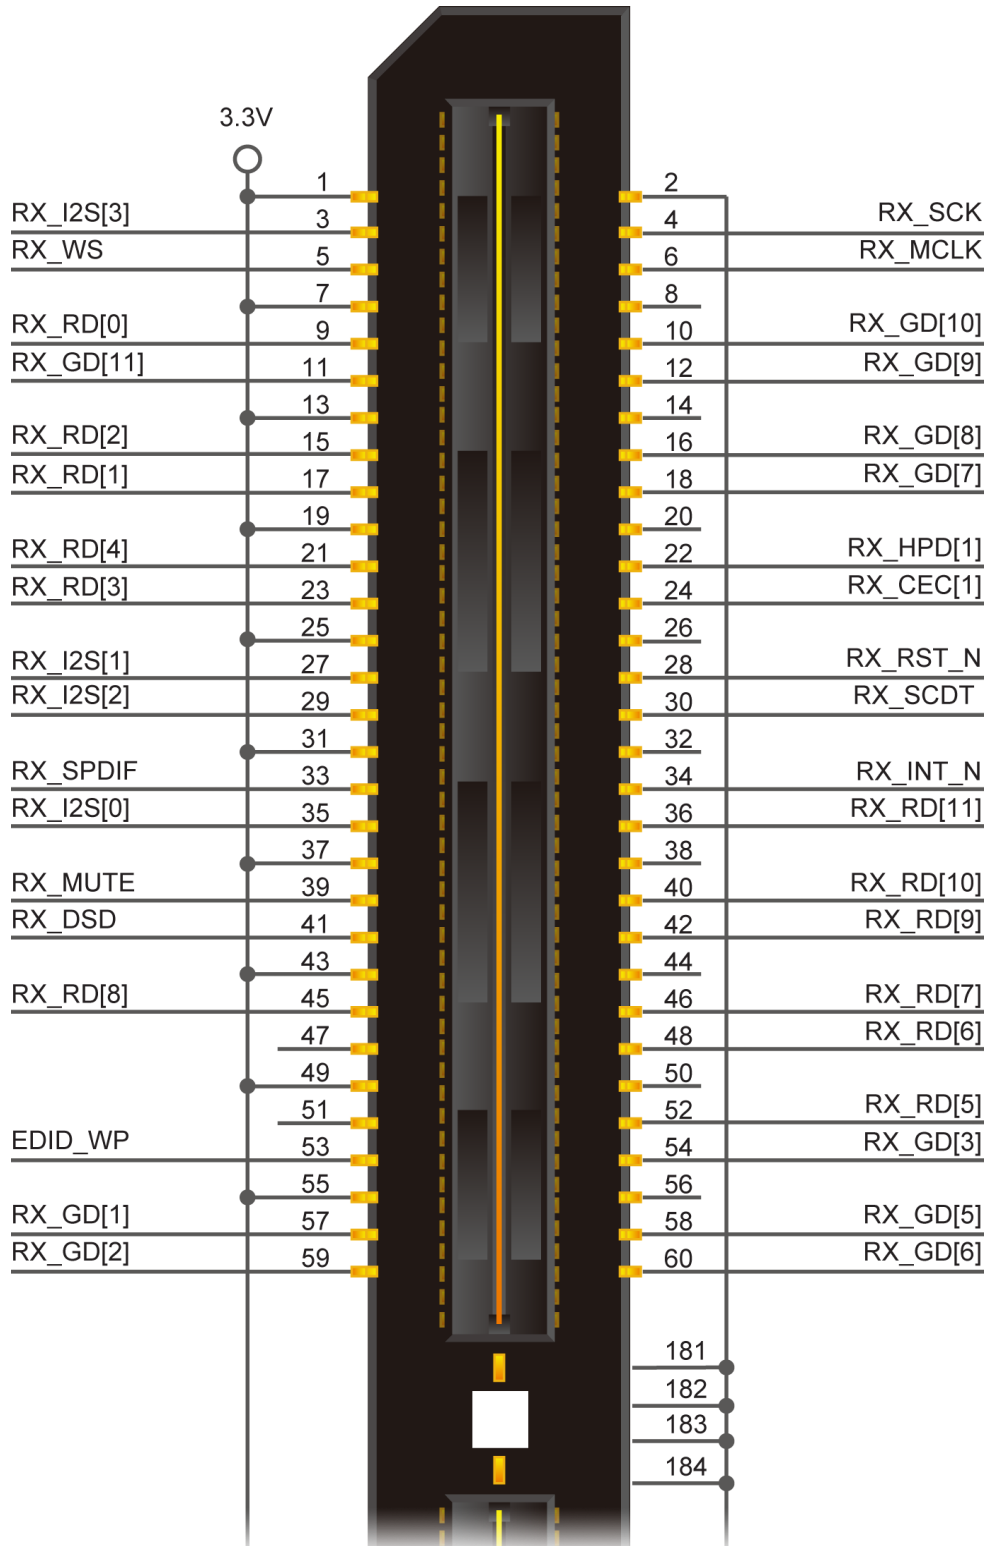 3.3V
1 2
RX_I2S[3] 3 4 RX_SCK
RX_WS 5 6 RX_MCLK
7 8
RX_RD[0] 9 10 RX_GD[10]
RX_GD[11] 11 12 RX_GD[9]
13 14
RX_RD[2] 15 16 RX_GD[8]
RX_RD[1] 17 18 RX_GD[7]
19 20
RX_RD[4] 21 22 RX_HPD[1]
RX_RD[3] 23 24 RX_CEC[1]
25 26
RX_I2S[1] 27 28 RX_RST_N
RX_I2S[2] 29 30 RX_SCDT
31 32
RX_SPDIF 33 34 RX_INT_N
RX_I2S[0] 35 36 RX_RD[11]
37 38
RX_MUTE 39 40 RX_RD[10]
RX_DSD 41 42 RX_RD[9]
43 44
RX_RD[8] 45 46 RX_RD[7]
47 48 RX_RD[6]
49 50
51 52 RX_RD[5]
EDID_WP 53 54 RX_GD[3]
55 56
RX_GD[1] 57 58 RX_GD[5]
RX_GD[2] 59 60 RX_GD[6]
181
182
183
184